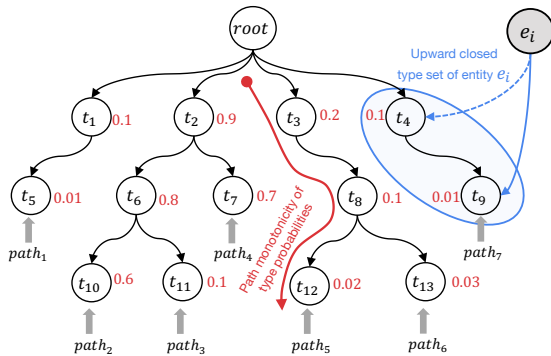 root
e_i
Upward closed
type set of entity e_i
t_1 0.1
t_2 0.9
t_3 0.2
0.1 t_4
t_5 0.01
t_6 0.8
t_7 0.7
t_8 0.1
0.01 t_9
path_1
path_4
path_7
Path monotonicity of
type probabilities
t_10 0.6
t_11 0.1
t_12 0.02
t_13 0.03
path_2
path_3
path_5
path_6